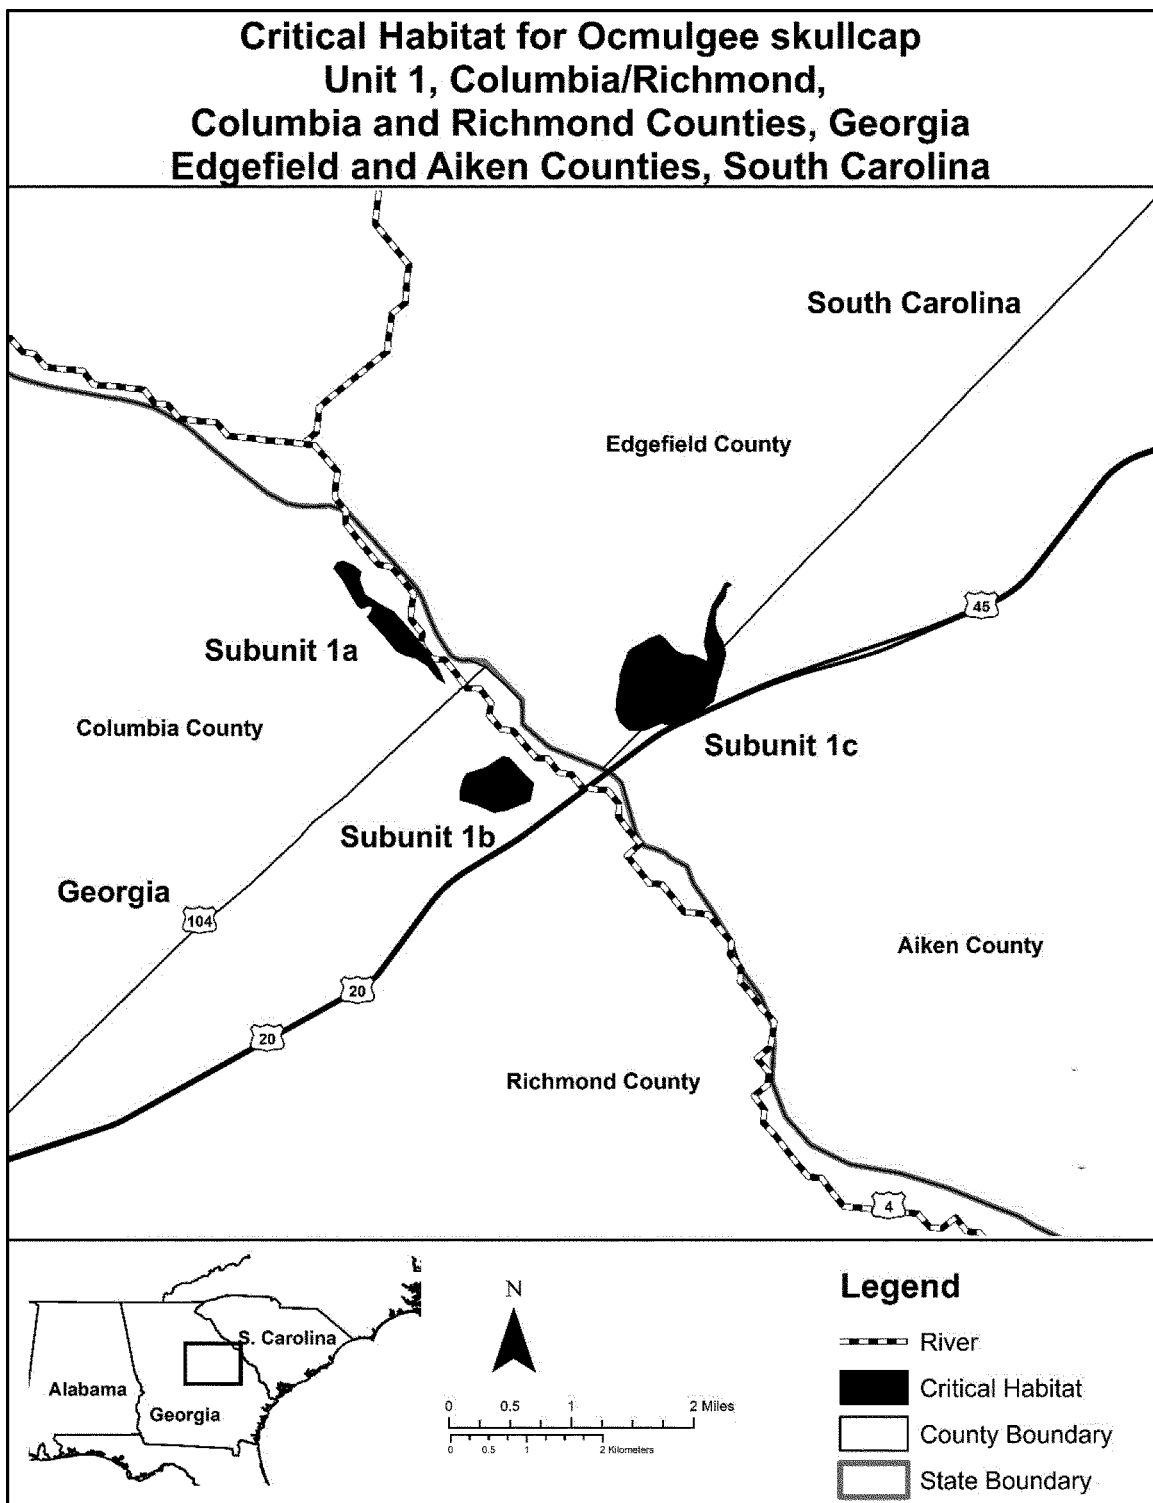 Critical Habitat for Ocmulgee skullcap
Unit 1, Columbia/Richmond,
Columbia and Richmond Counties, Georgia
Edgefield and Aiken Counties, South Carolina
South Carolina
Edgefield County
45
Subunit 1a
Columbia County
Subunit 1c
Subunit 1b
Georgia
104
Aiken County
20
20
Richmond County
4
S. Carolina
Alabama
Georgia
N
0 0.5 1 2 Miles
0 0.5 1 2 Kilometers
Legend
River
Critical Habitat
County Boundary
State Boundary